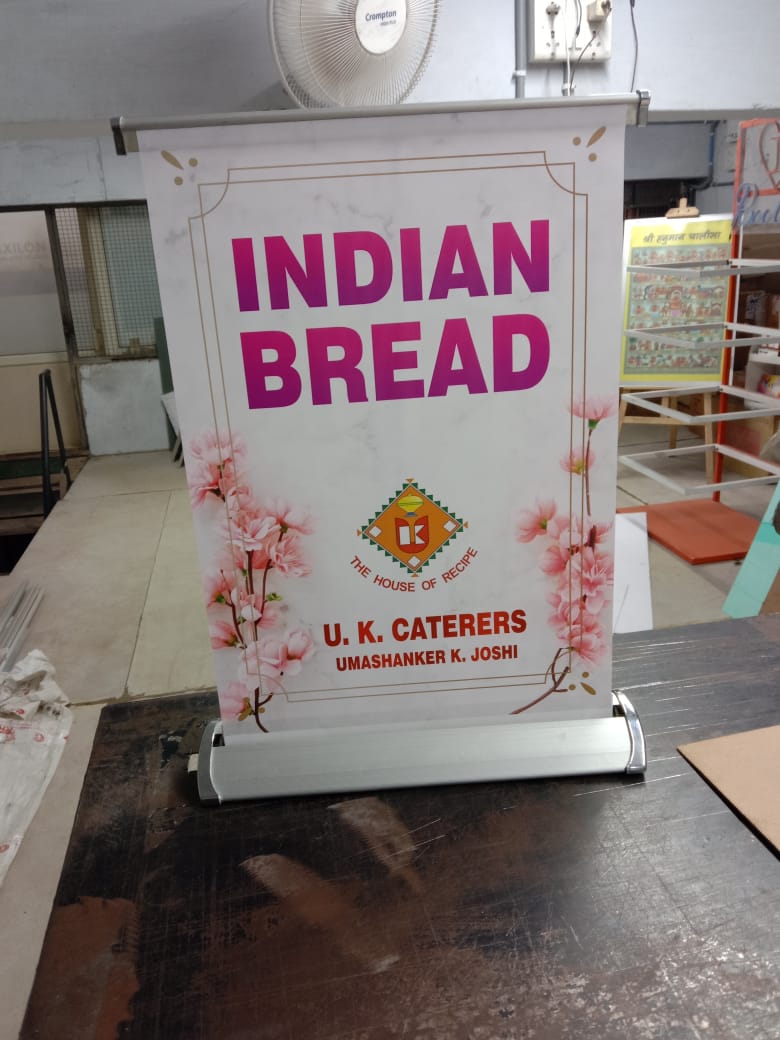 Crompton
श्री हनुमान चालीसा
INDIAN
BREAD
THE HOUSE OF RECIPE
U. K. CATERERS
UMASHANKER K. JOSHI